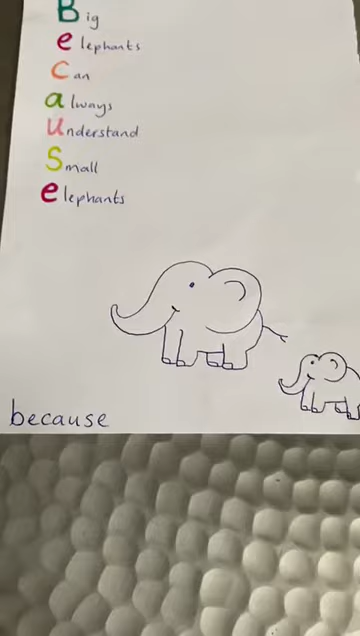 Big
elephants
Can
always
understand
Small
elephants
because